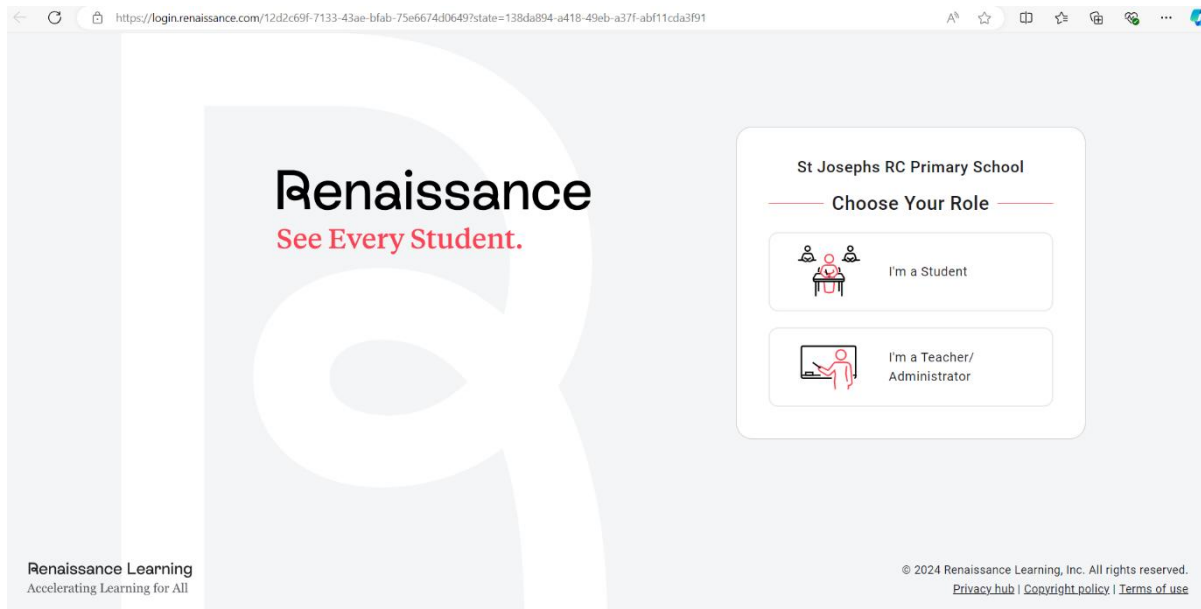 https://login.renaissance.com/12d2c69f-7133-43ae-bfab-75e6674d0649?state=138da894-a418-49eb-a37f-abf11cda3f91
Renaissance
See Every Student.
St Josephs RC Primary School
Choose Your Role
I'm a Student
I'm a Teacher/
Administrator
Renaissance Learning
Accelerating Learning for All
© 2024 Renaissance Learning, Inc. All rights reserved.
Privacy hub | Copyright policy | Terms of use